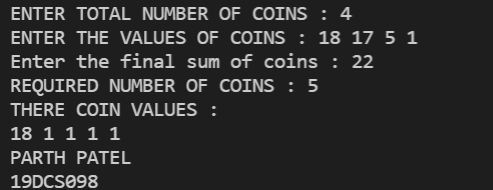 ENTER TOTAL NUMBER OF COINS : 4
ENTER THE VALUES OF COINS : 18 17 5 1
Enter the final sum of coins : 22
REQUIRED NUMBER OF COINS : 5
THERE COIN VALUES :
18 1 1 1 1
PARTH PATEL
19DCS098